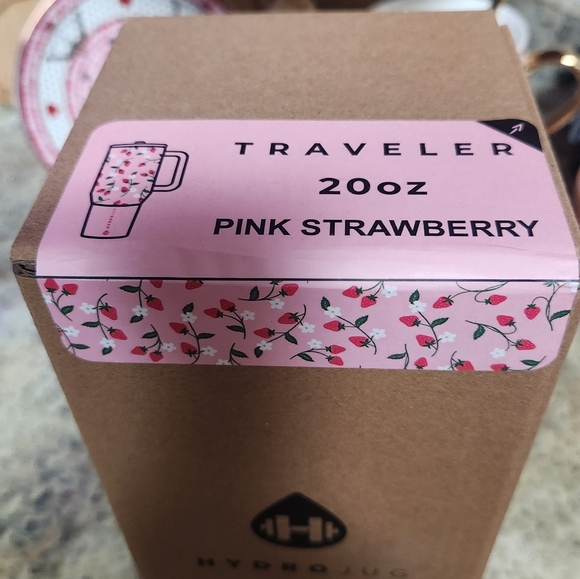 TRAVELER
20oz
PINK STRAWBERRY
H
HYDROJUG